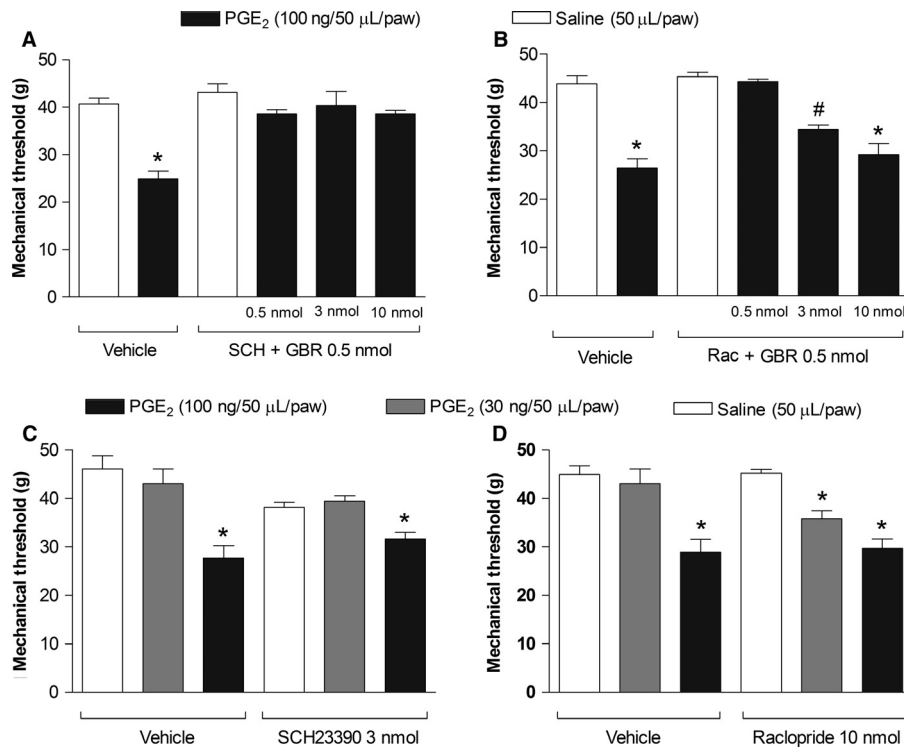 PGE₂ (100 ng/50 μL/paw) Saline (50 μL/paw)
A
Mechanical threshold (g)
50
40
30
20
10
0
*
0.5 nmol 3 nmol 10 nmol
Vehicle SCH + GBR 0.5 nmol
B
Mechanical threshold (g)
50
40
30
20
10
0
* # *
0.5 nmol 3 nmol 10 nmol
Vehicle Rac + GBR 0.5 nmol
PGE₂ (100 ng/50 μL/paw) PGE₂ (30 ng/50 μL/paw) Saline (50 μL/paw)
C
Mechanical threshold (g)
50
40
30
20
10
0
* *
Vehicle SCH23390 3 nmol
D
Mechanical threshold (g)
50
40
30
20
10
0
* * *
Vehicle Raclopride 10 nmol